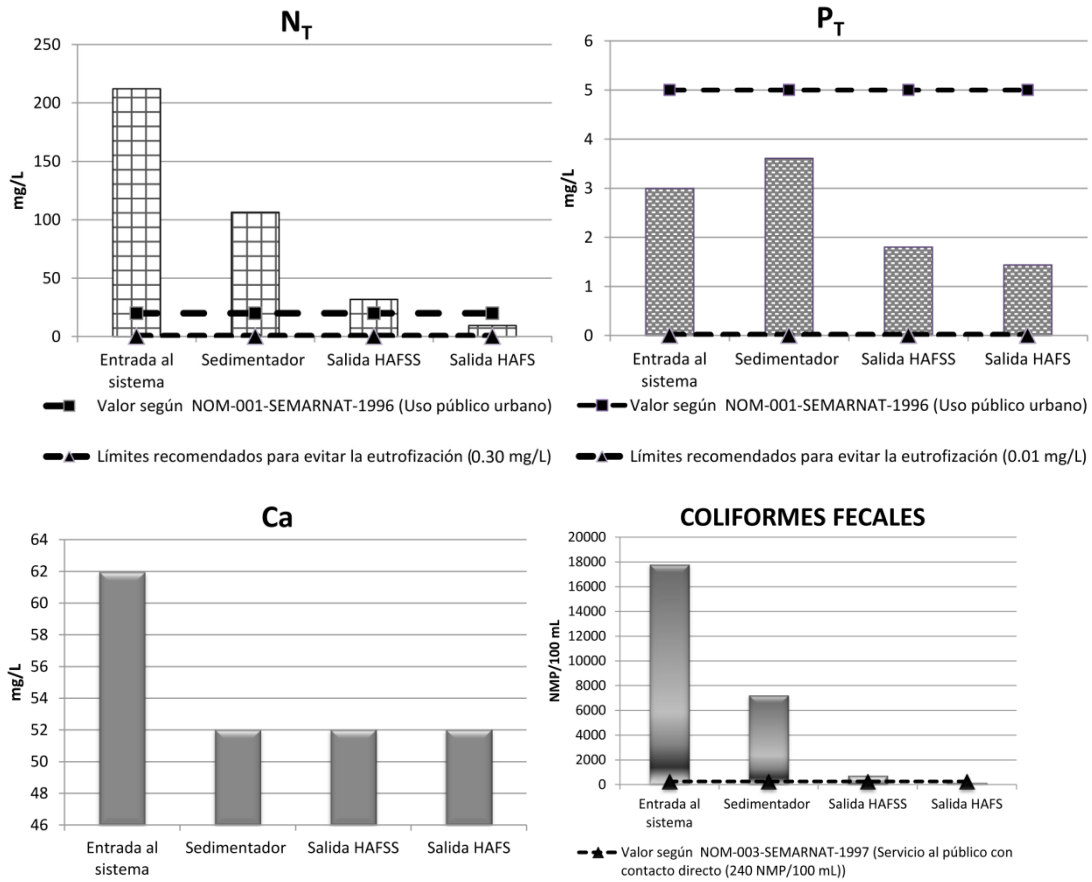 N_T
mg/L
250
200
150
100
50
0
Entrada al sistema
Sedimentador
Salida HAFSS
Salida HAFS
Valor según NOM-001-SEMARNAT-1996 (Uso público urbano)
Límites recomendados para evitar la eutrofización (0.30 mg/L)
P_T
mg/L
6
5
4
3
2
1
0
Entrada al sistema
Sedimentador
Salida HAFSS
Salida HAFS
Valor según NOM-001-SEMARNAT-1996 (Uso público urbano)
Límites recomendados para evitar la eutrofización (0.01 mg/L)
Ca
mg/L
64
62
60
58
56
54
52
50
48
46
Entrada al sistema
Sedimentador
Salida HAFSS
Salida HAFS
COLIFORMES FECALES
NMP/100 mL
20000
18000
16000
14000
12000
10000
8000
6000
4000
2000
0
Entrada al sistema
Sedimentador
Salida HAFSS
Salida HAFS
Valor según NOM-003-SEMARNAT-1997 (Servicio al público con
contacto directo (240 NMP/100 mL))